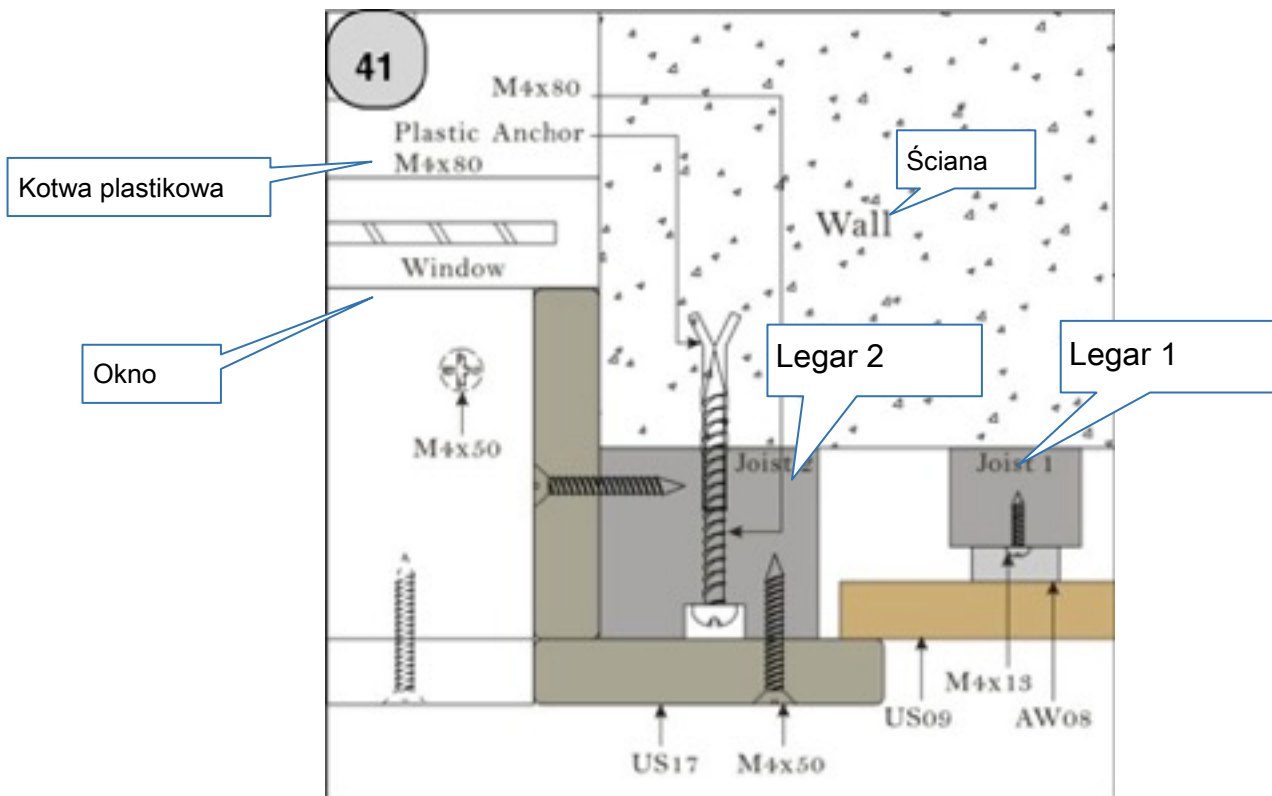 41
M4x80
Plastic Anchor
M4x80
Kotwa plastikowa
Ściana
Wall
Window
Okno
Legar 2
Legar 1
M4x50
Joist 2
Joist 1
M4x13
US09
AW08
US17
M4x50